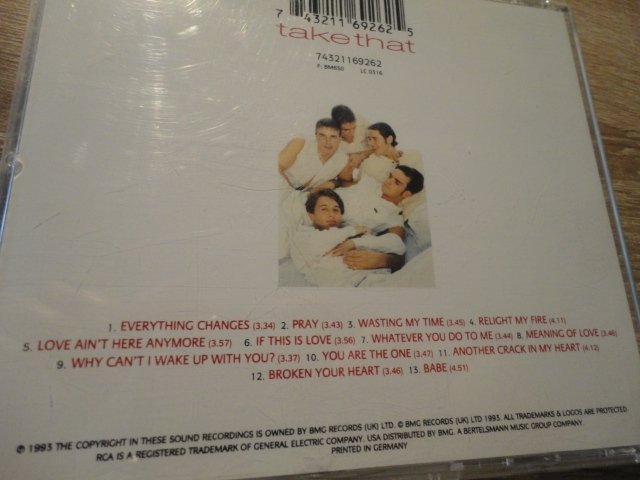 7 43211 69262 5
take that
74321169262
F: BM650 LC 0316
1. EVERYTHING CHANGES (3.34) 2. PRAY (3.43) 3. WASTING MY TIME (3.45) 4. RELIGHT MY FIRE (4.11)
5. LOVE AIN'T HERE ANYMORE (3.57) 6. IF THIS IS LOVE (3.56) 7. WHATEVER YOU DO TO ME (3.44) 8. MEANING OF LOVE (3.46)
9. WHY CAN'T I WAKE UP WITH YOU? (3.37) 10. YOU ARE THE ONE (3.47) 11. ANOTHER CRACK IN MY HEART (4.12)
12. BROKEN YOUR HEART (3.46) 13. BABE (4.51)
℗ 1993 THE COPYRIGHT IN THESE SOUND RECORDINGS IS OWNED BY BMG RECORDS (UK) LTD. © BMG RECORDS (UK) LTD 1993. ALL TRADEMARKS & LOGOS ARE PROTECTED.
RCA IS A REGISTERED TRADEMARK OF GENERAL ELECTRIC COMPANY. USA DISTRIBUTED BY BMG. A BERTELSMANN MUSIC GROUP COMPANY.
PRINTED IN GERMANY